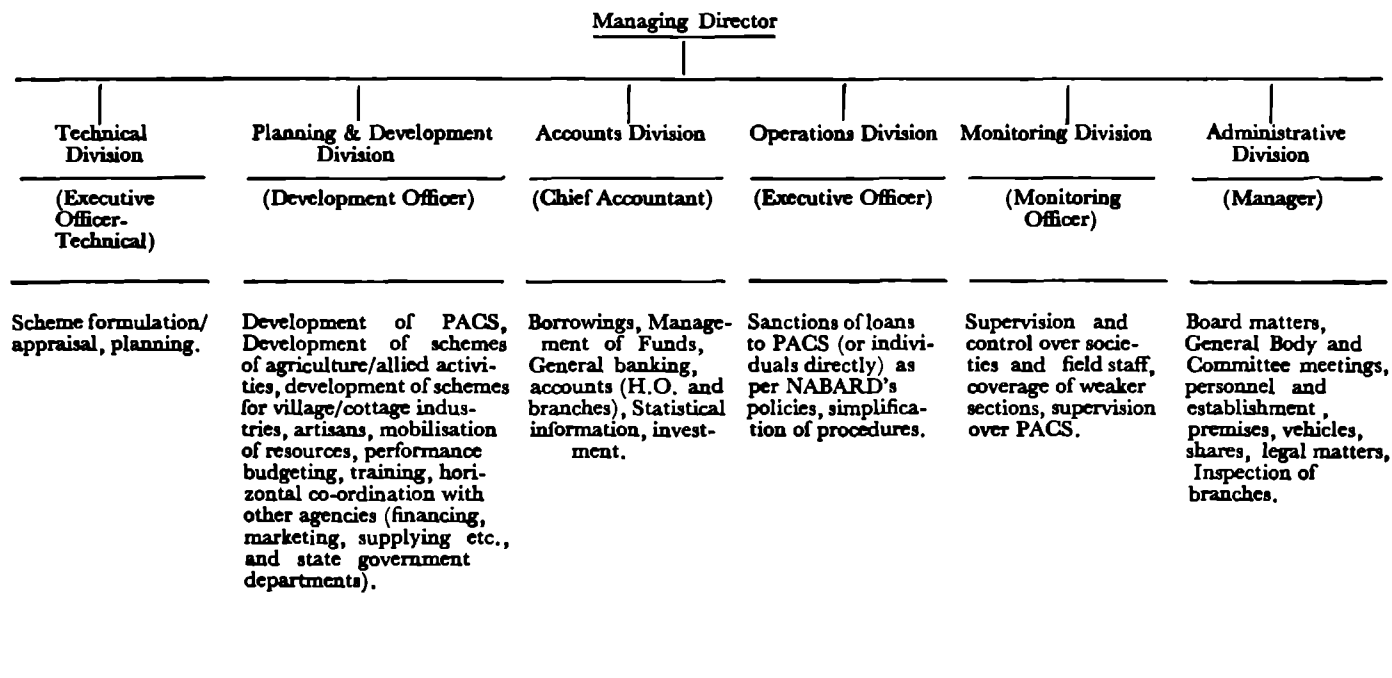 Managing Director
Technical
Division
(Executive
Officer-
Technical)
Scheme formulation/
appraisal, planning.
Planning & Development
Division
(Development Officer)
Development of PACS,
Development of schemes
of agriculture/allied activi-
ties, development of schemes
for village/cottage indus-
tries, artisans, mobilisation
of resources, performance
budgeting, training, hori-
zontal co-ordination with
other agencies (financing,
marketing, supplying etc.,
and state government
departments).
Accounts Division
(Chief Accountant)
Borrowings, Manage-
ment of Funds,
General banking,
accounts (H.O. and
branches), Statistical
information, invest-
ment.
Operations Division
(Executive Officer)
Sanctions of loans
to PACS (or indivi-
duals directly) as
per NABARD's
policies, simplifica-
tion of procedures.
Monitoring Division
(Monitoring
Officer)
Supervision and
control over socie-
ties and field staff,
coverage of weaker
sections, supervision
over PACS.
Administrative
Division
(Manager)
Board matters,
General Body and
Committee meetings,
personnel and
establishment,
premises, vehicles,
shares, legal matters,
Inspection of
branches.